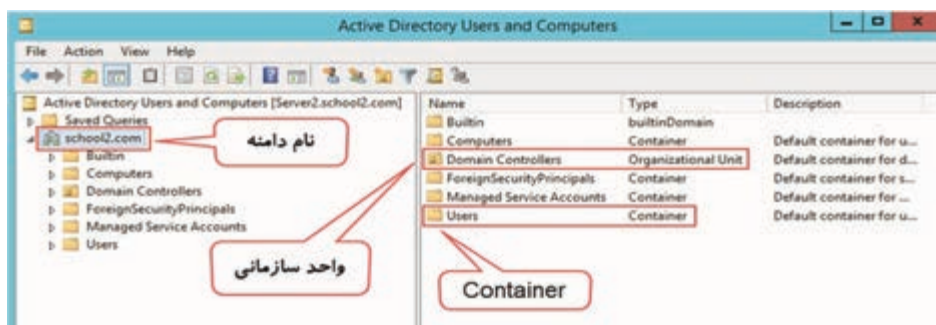 Active Directory Users and Computers
File Action View Help
Active Directory Users and Computers [Server2.school2.com]
Saved Queries
school2.com
Builtin
Computers
Domain Controllers
ForeignSecurityPrincipals
Managed Service Accounts
Users
نام دامنه
واحد سازمانی
Name Type Description
Builtin builtinDomain
Computers Container Default container for u...
Domain Controllers Organizational Unit Default container for d...
ForeignSecurityPrincipals Container Default container for s...
Managed Service Accounts Container Default container for ...
Users Container Default container for u...
Container